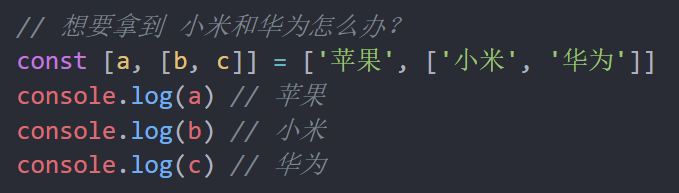 // 想要拿到 小米和华为怎么办？
const [a, [b, c]] = ['苹果', ['小米', '华为']]
console.log(a) // 苹果
console.log(b) // 小米
console.log(c) // 华为